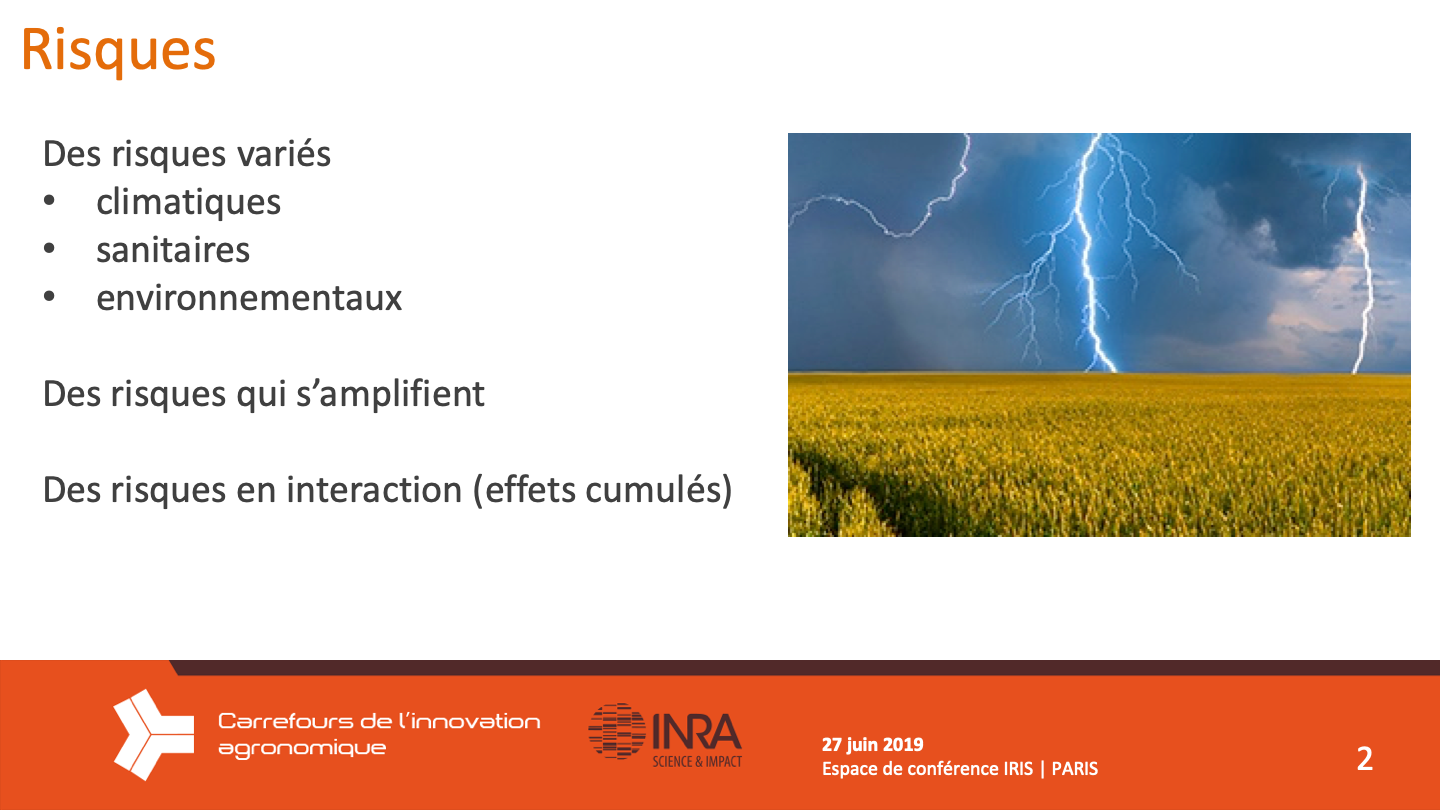 Risques
Des risques variés
• climatiques
• sanitaires
• environnementaux
Des risques qui s’amplifient
Des risques en interaction (effets cumulés)
Carrefours de l’innovation
agronomique
INRA
SCIENCE & IMPACT
27 juin 2019
Espace de conférence IRIS | PARIS
2